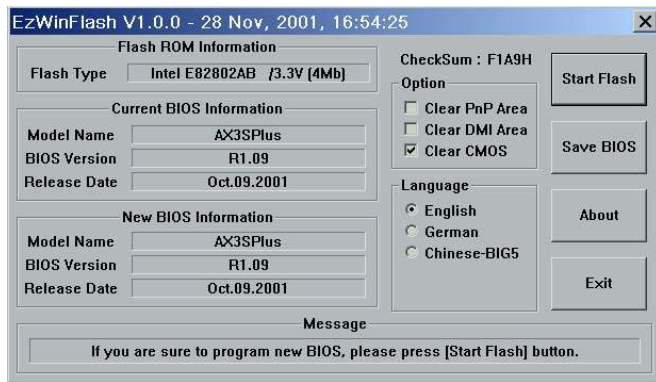 EzWinFlash V1.0.0 - 28 Nov, 2001, 16:54:25
Flash ROM Information
Flash Type Intel E82802AB /3.3V (4Mb)
Current BIOS Information
Model Name AX3SPlus
BIOS Version R1.09
Release Date Oct.09.2001
New BIOS Information
Model Name AX3SPlus
BIOS Version R1.09
Release Date Oct.09.2001
CheckSum : F1A9H
Option
Clear PnP Area
Clear DMI Area
Clear CMOS
Language
English
German
Chinese-BIG5
Start Flash
Save BIOS
About
Exit
Message
If you are sure to program new BIOS, please press [Start Flash] button.